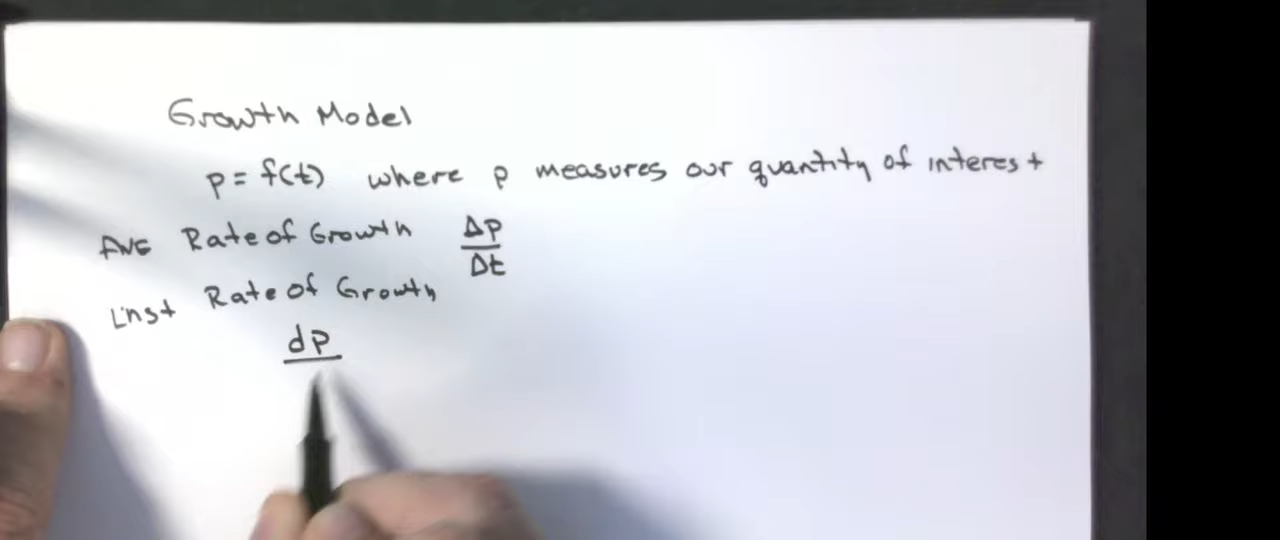 Growth Model
p = f(t) where p measures our quantity of interest
AVG Rate of Growth Δp/Δt
Inst Rate of Growth
dp